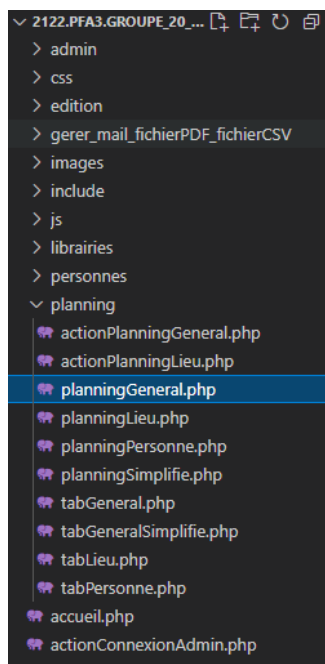 2122.PFA3.GROUPE_20_...
admin
css
edition
gerer_mail_fichierPDF_fichierCSV
images
include
js
librairies
personnes
planning
actionPlanningGeneral.php
actionPlanningLieu.php
planningGeneral.php
planningLieu.php
planningPersonne.php
planningSimplifie.php
tabGeneral.php
tabGeneralSimplifie.php
tabLieu.php
tabPersonne.php
accueil.php
actionConnexionAdmin.php